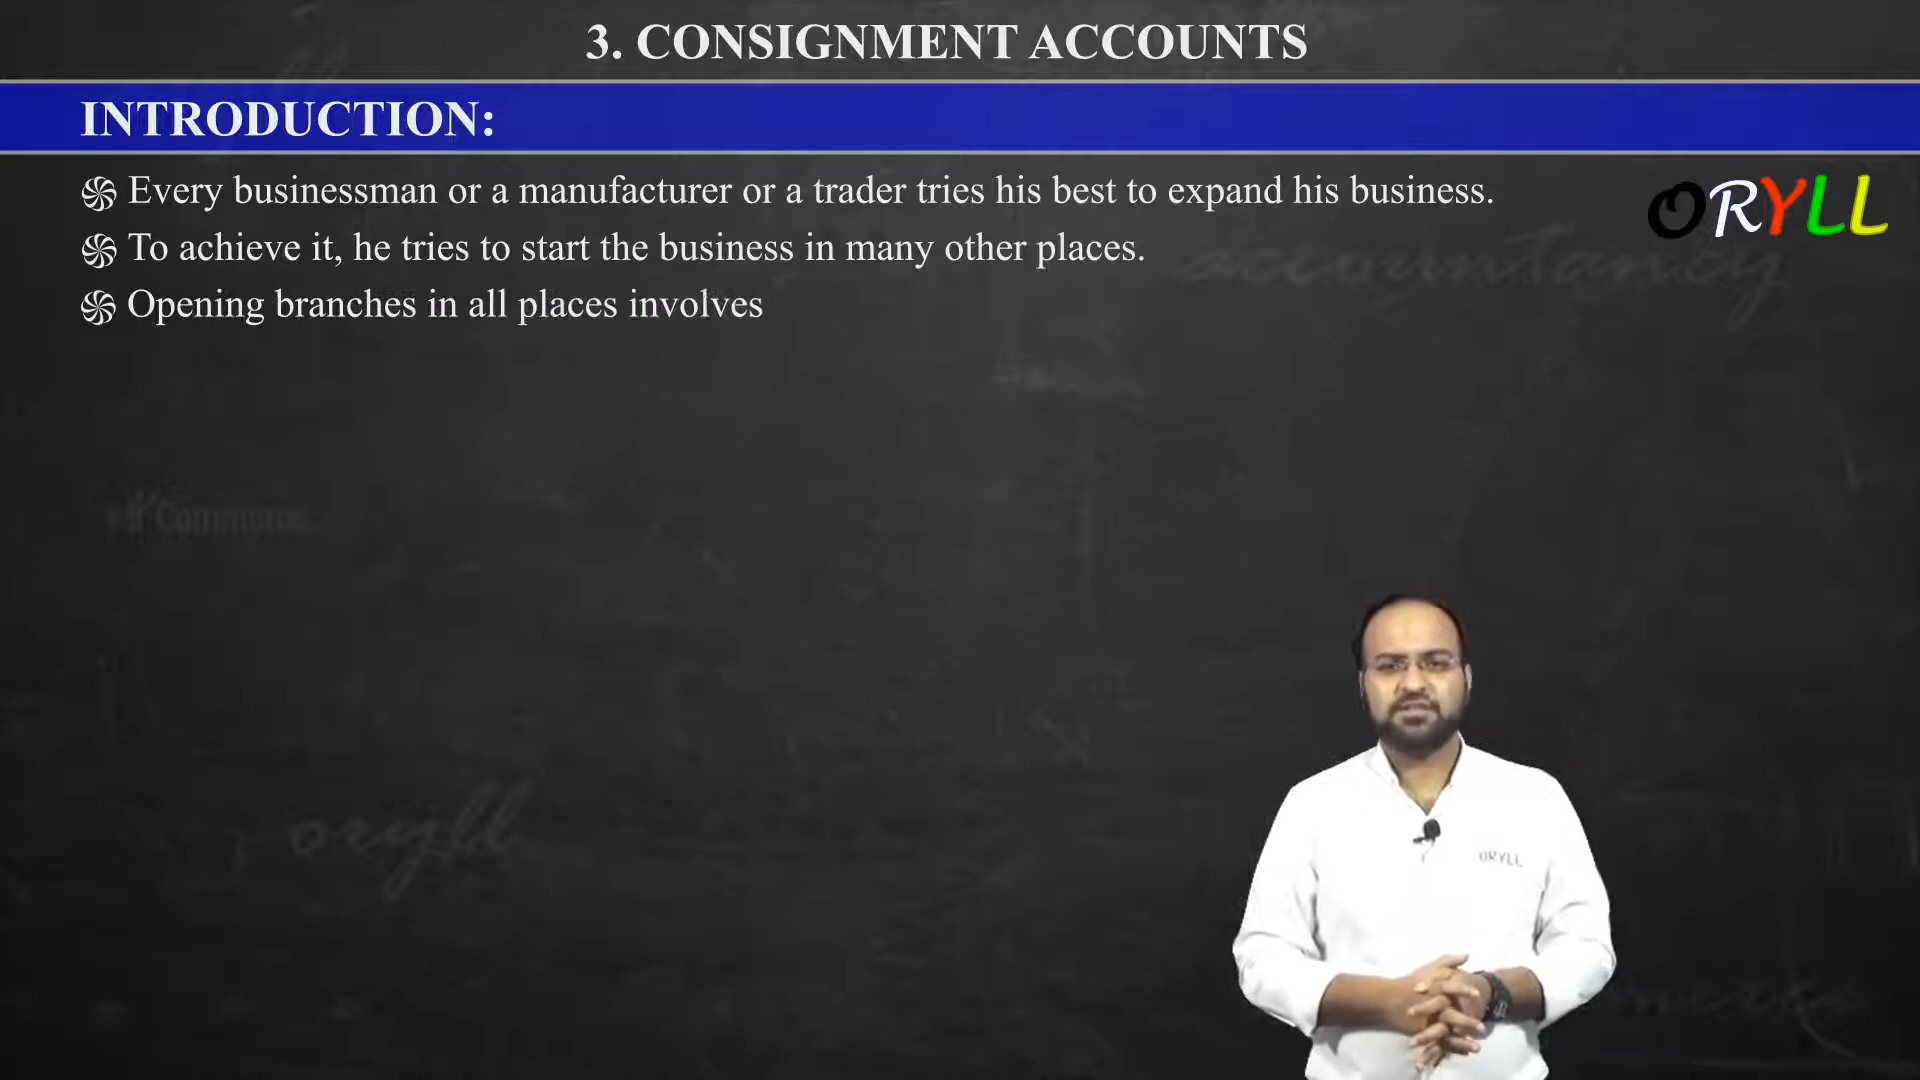 3. CONSIGNMENT ACCOUNTS
INTRODUCTION:
Every businessman or a manufacturer or a trader tries his best to expand his business.
ORYLL
To achieve it, he tries to start the business in many other places.
accountancy
Opening branches in all places involves
oryll
ORYLL